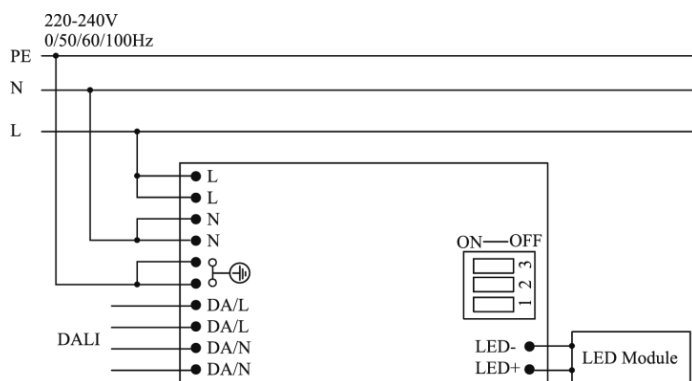 220-240V
0/50/60/100Hz
PE
N
L
L
L
N
N
DA/L
DA/L
DA/N
DA/N
DALI
ON OFF
3
2
1
LED-
LED+
LED Module